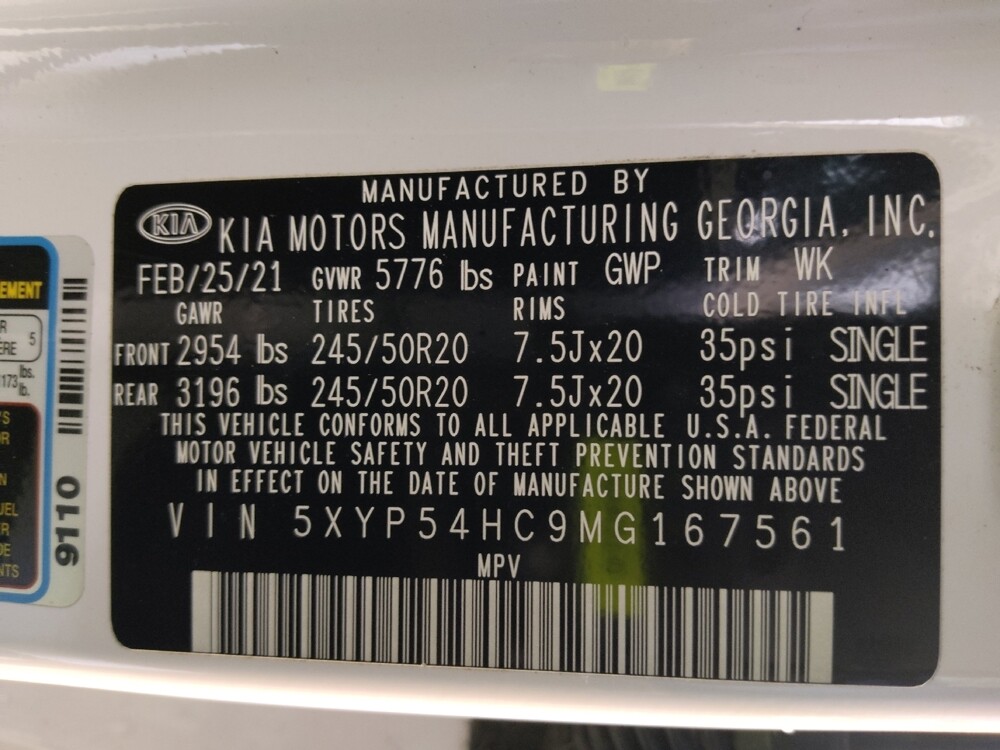 MANUFACTURED BY
KIA KIA MOTORS MANUFACTURING GEORGIA, INC.
FEB/25/21 GVWR 5776 lbs PAINT GWP TRIM WK
GAWR TIRES RIMS COLD TIRE INFL
FRONT 2954 lbs 245/50R20 7.5Jx20 35psi SINGLE
REAR 3196 lbs 245/50R20 7.5Jx20 35psi SINGLE
THIS VEHICLE CONFORMS TO ALL APPLICABLE U.S.A. FEDERAL
MOTOR VEHICLE SAFETY AND THEFT PREVENTION STANDARDS
IN EFFECT ON THE DATE OF MANUFACTURE SHOWN ABOVE
VIN 5XYP54HC9MG167561
MPV
9110
5
lbs.